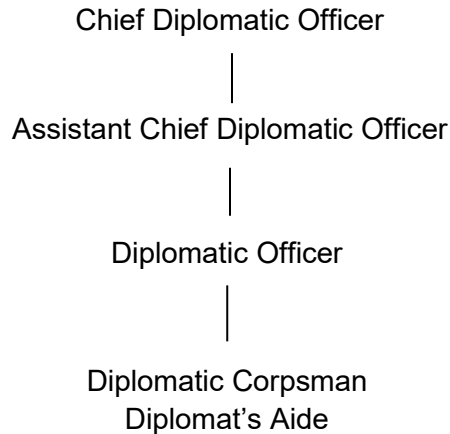 Chief Diplomatic Officer
Assistant Chief Diplomatic Officer
Diplomatic Officer
Diplomatic Corpsman
Diplomat’s Aide